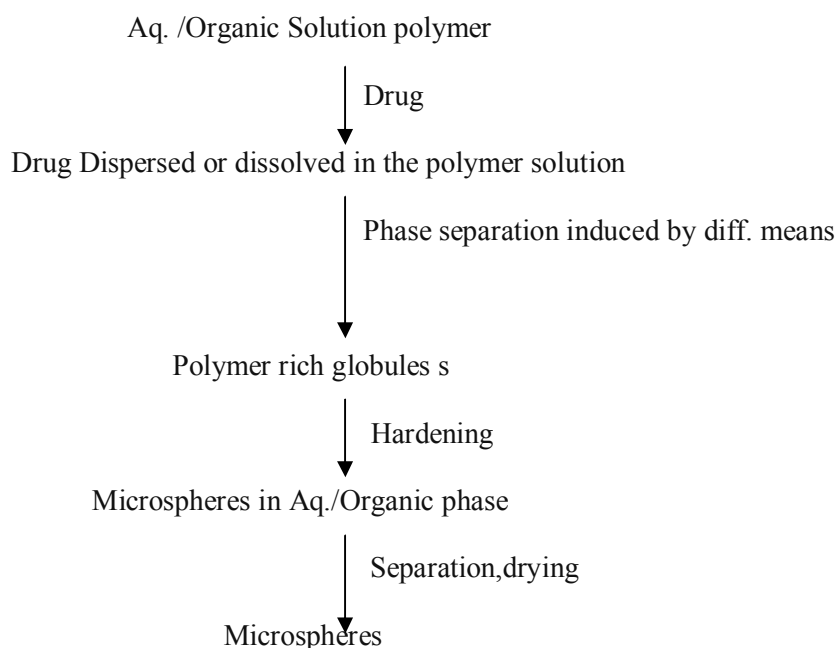 Aq. /Organic Solution polymer
Drug
Drug Dispersed or dissolved in the polymer solution
Phase separation induced by diff. means
Polymer rich globules s
Hardening
Microspheres in Aq./Organic phase
Separation,drying
Microspheres